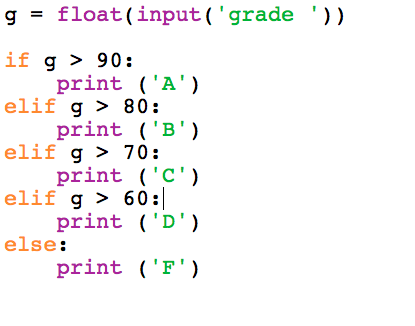 g = float(input('grade '))

if g > 90:
    print ('A')
elif g > 80:
    print ('B')
elif g > 70:
    print ('C')
elif g > 60:
    print ('D')
else:
    print ('F')